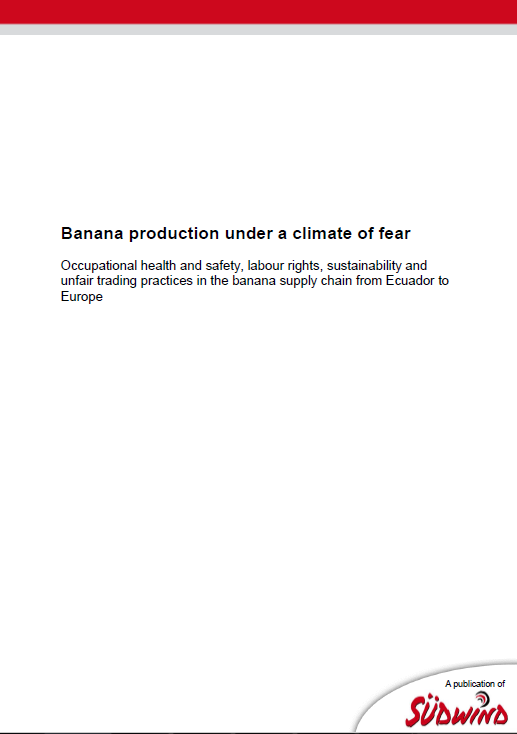 Banana production under a climate of fear
Occupational health and safety, labour rights, sustainability and
unfair trading practices in the banana supply chain from Ecuador to
Europe
A publication of
SÜDWIND